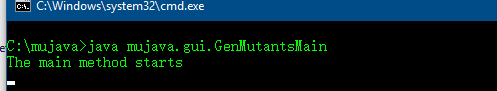 C:\Windows\system32\cmd.exe
C:\mujava>java mujava.gui.GenMutantsMain
The main method starts